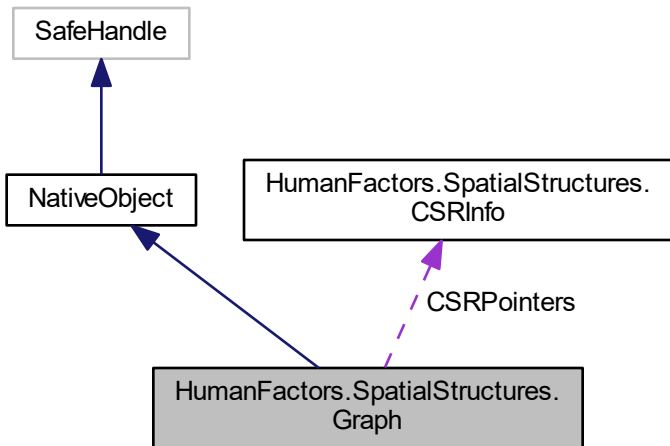 SafeHandle
NativeObject
HumanFactors.SpatialStructures.
CSRInfo
CSRPointers
HumanFactors.SpatialStructures.
Graph